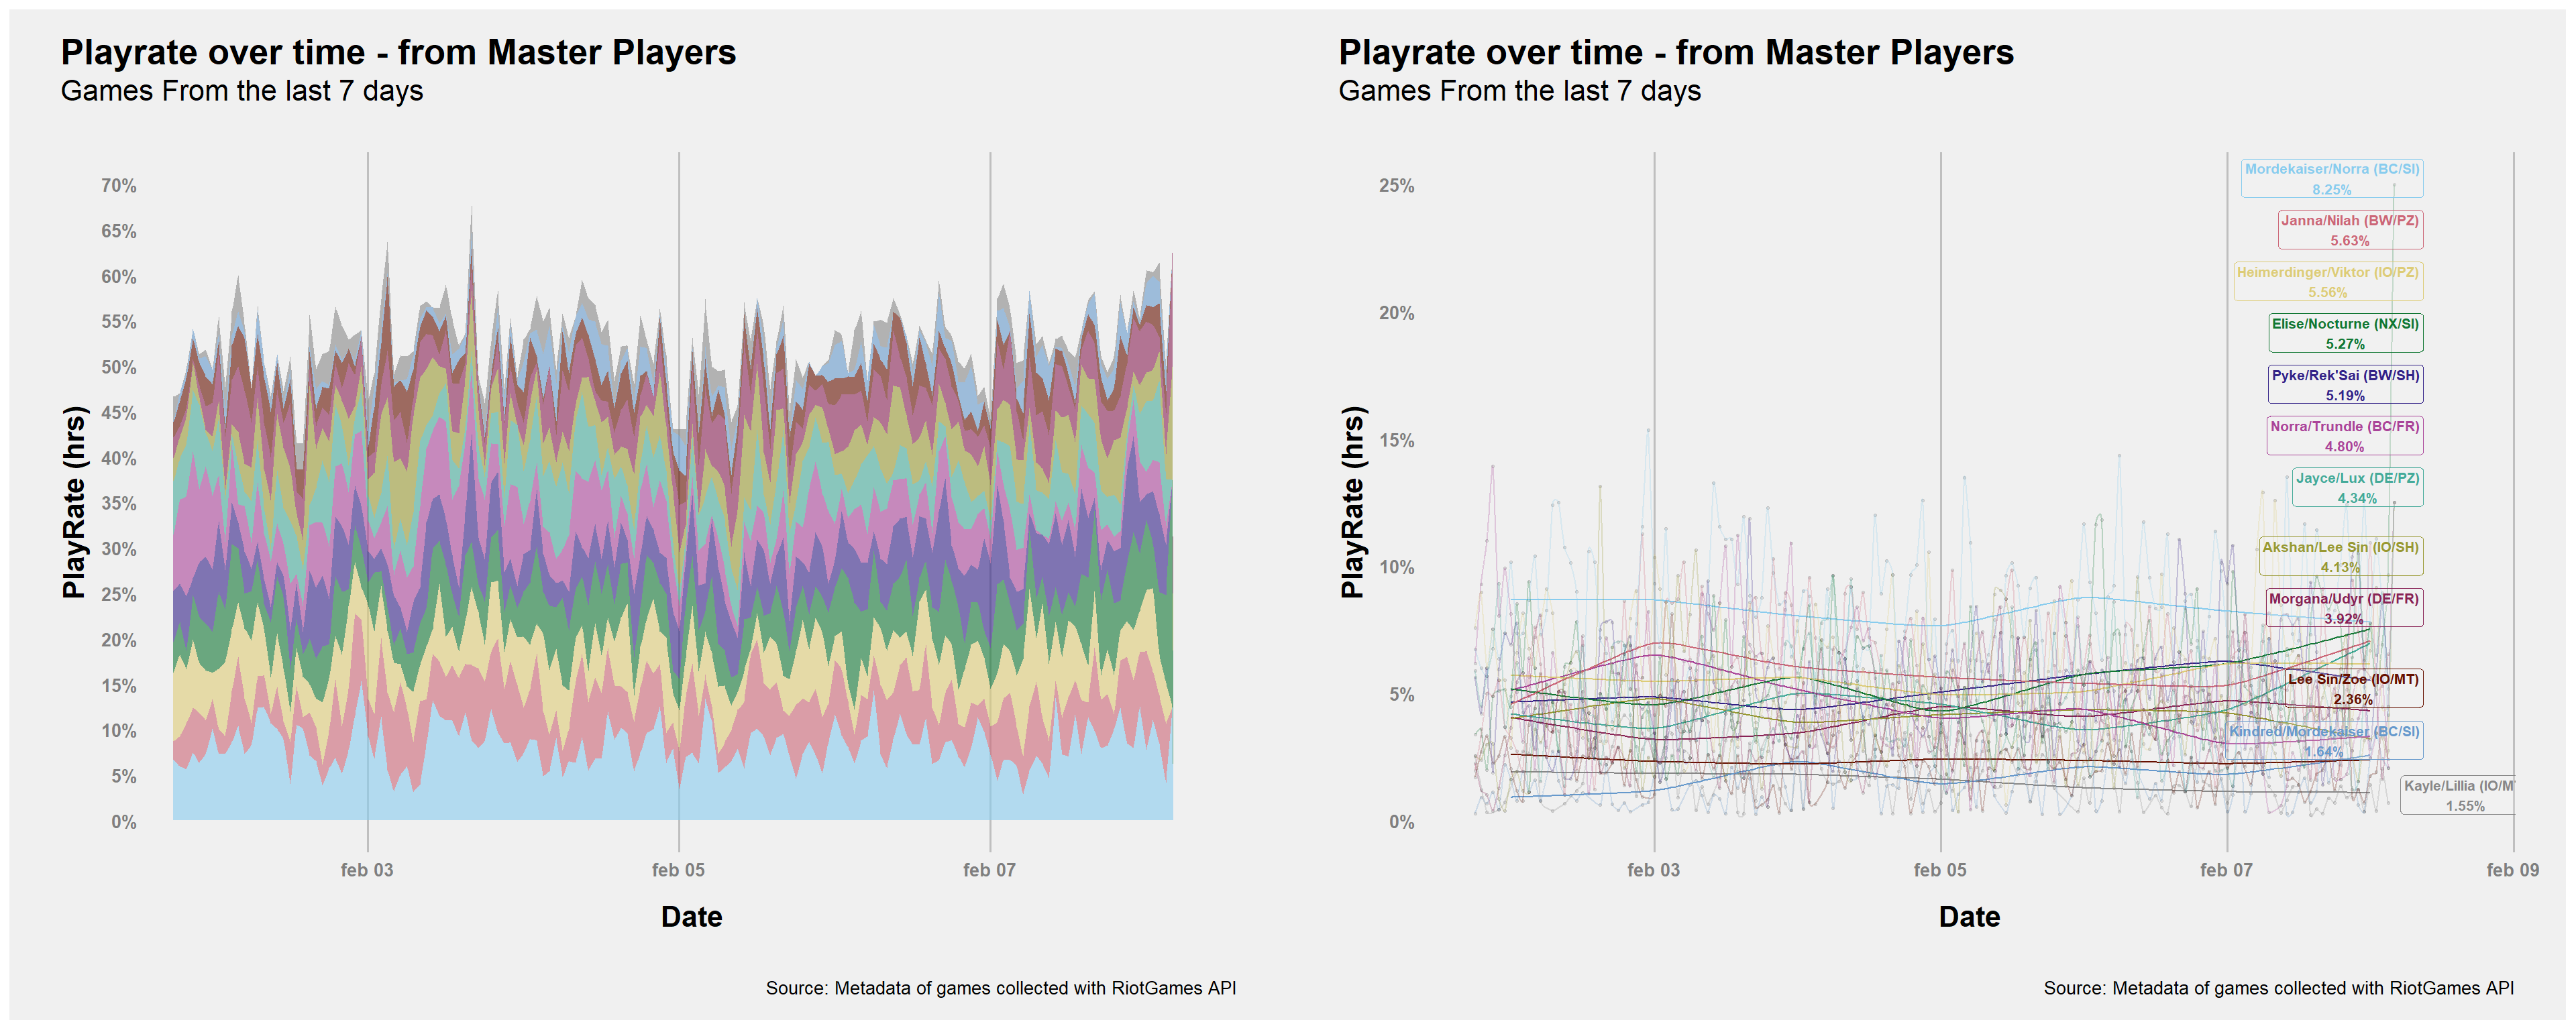 Playrate over time - from Master Players
Games From the last 7 days
70%
65%
60%
55%
50%
45%
40%
35%
30%
25%
20%
15%
10%
5%
0%
PlayRate (hrs)
feb 03
feb 05
feb 07
Date
Source: Metadata of games collected with RiotGames API
Playrate over time - from Master Players
Games From the last 7 days
25%
20%
15%
10%
5%
0%
PlayRate (hrs)
Mordekaiser/Norra (BC/SI)
8.25%
Janna/Nilah (BW/PZ)
5.63%
Heimerdinger/Viktor (IO/PZ)
5.56%
Elise/Nocturne (NX/SI)
5.27%
Pyke/Rek'Sai (BW/SH)
5.19%
Norra/Trundle (BC/FR)
4.80%
Jayce/Lux (DE/PZ)
4.34%
Akshan/Lee Sin (IO/SH)
4.13%
Morgana/Udyr (DE/FR)
3.92%
Lee Sin/Zoe (IO/MT)
2.36%
Kindred/Mordekaiser (BC/SI)
1.64%
Kayle/Lillia (IO/M
1.55%
feb 03
feb 05
feb 07
feb 09
Date
Source: Metadata of games collected with RiotGames API